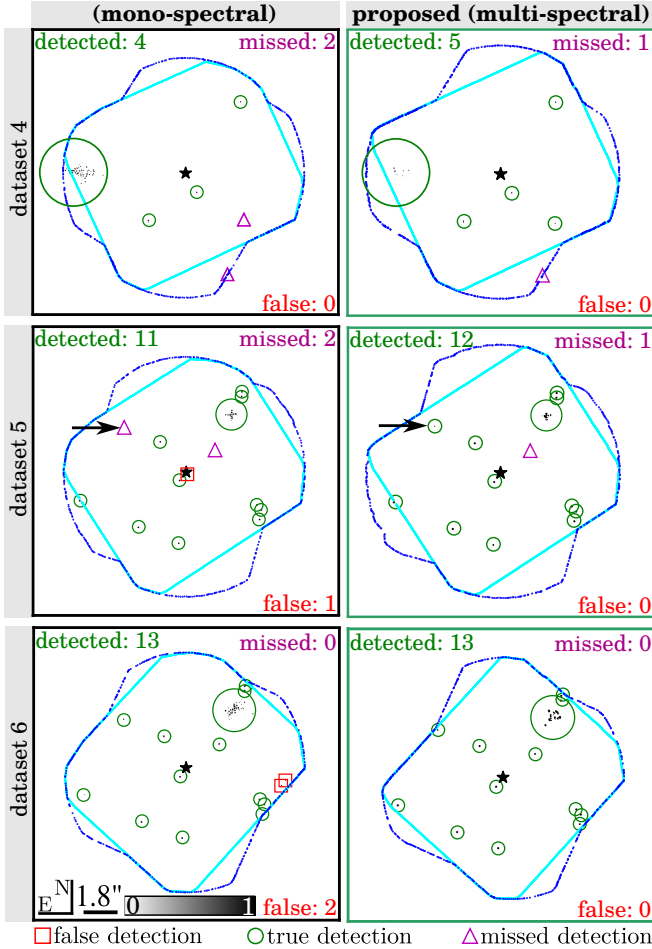 (mono-spectral)
proposed (multi-spectral)
dataset 4
detected: 4
missed: 2
false: 0
detected: 5
missed: 1
false: 0
dataset 5
detected: 11
missed: 2
false: 1
detected: 12
missed: 1
false: 0
dataset 6
detected: 13
missed: 0
E N 1.8" 0 1
false: 2
detected: 13
missed: 0
false: 0
false detection
true detection
missed detection